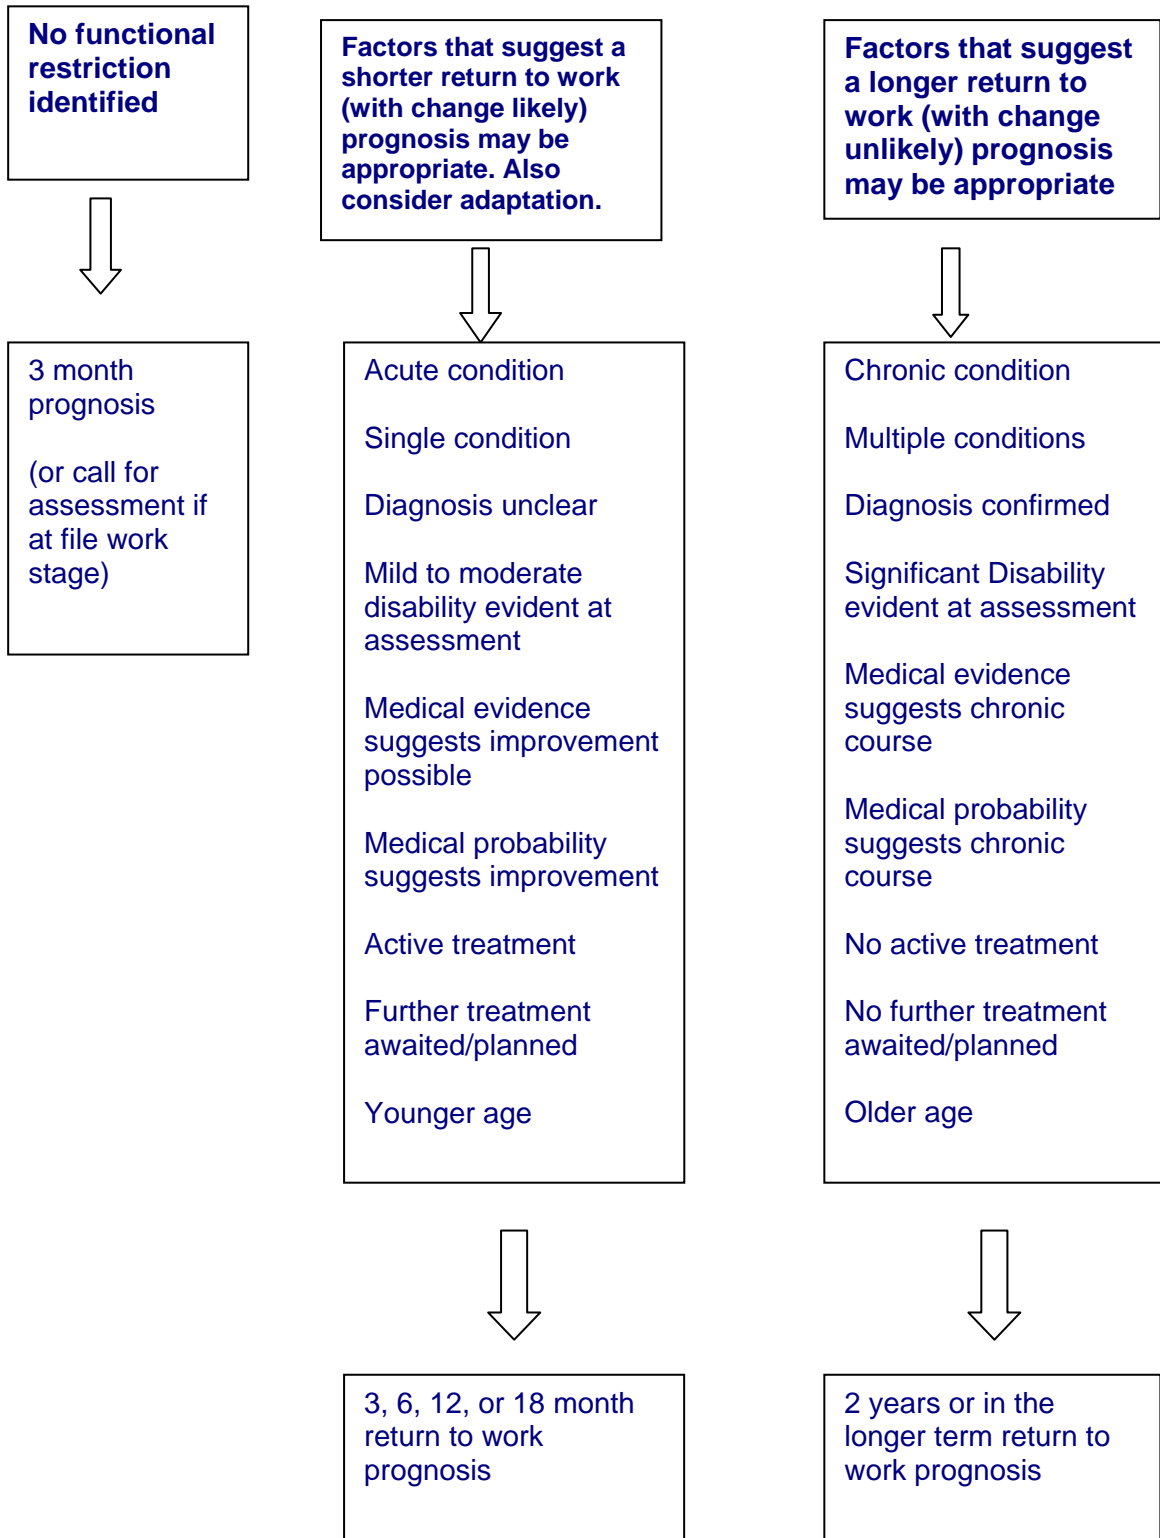 No functional
restriction
identified
Factors that suggest a
shorter return to work
(with change likely)
prognosis may be
appropriate. Also
consider adaptation.
Factors that suggest
a longer return to
work (with change
unlikely) prognosis
may be appropriate
3 month
prognosis
(or call for
assessment if
at file work
stage)
Acute condition
Single condition
Diagnosis unclear
Mild to moderate
disability evident at
assessment
Medical evidence
suggests improvement
possible
Medical probability
suggests improvement
Active treatment
Further treatment
awaited/planned
Younger age
Chronic condition
Multiple conditions
Diagnosis confirmed
Significant Disability
evident at assessment
Medical evidence
suggests chronic
course
Medical probability
suggests chronic
course
No active treatment
No further treatment
awaited/planned
Older age
3, 6, 12, or 18 month
return to work
prognosis
2 years or in the
longer term return to
work prognosis